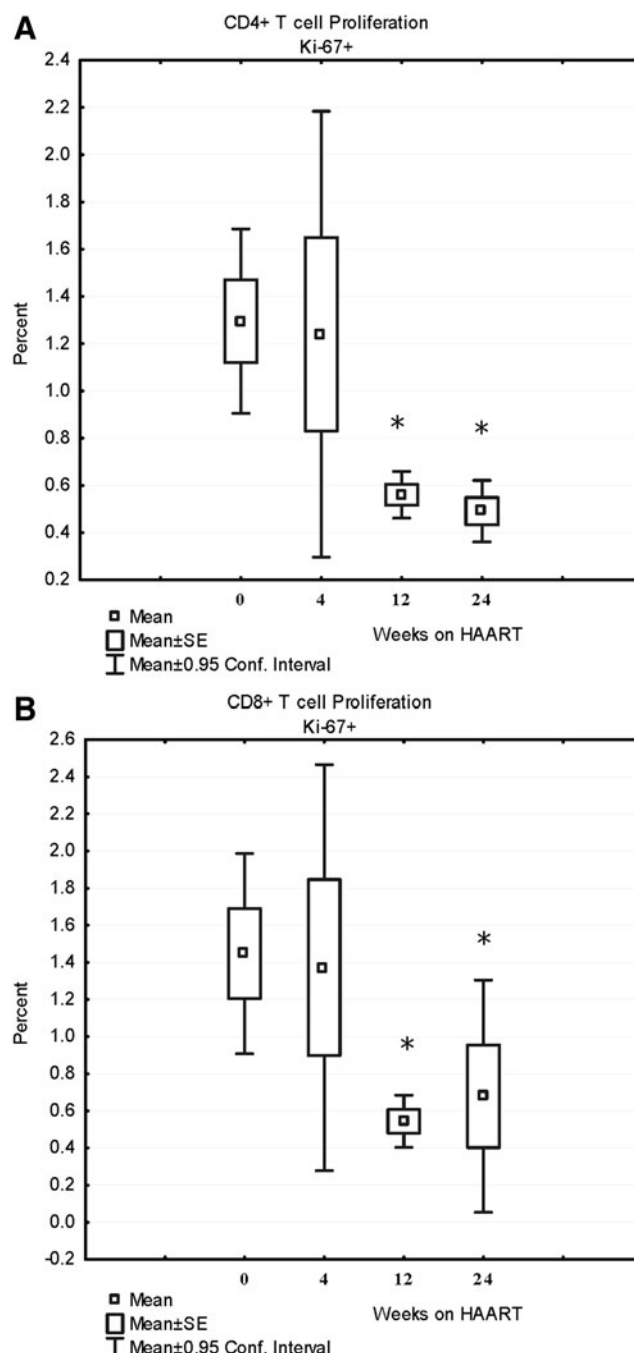 A
CD4+ T cell Proliferation
Ki-67+
2.4
2.2
2.0
1.8
1.6
1.4
1.2
1.0
0.8
0.6
0.4
0.2
Percent
* *
0 4 12 24
Weeks on HAART
Mean
Mean±SE
Mean±0.95 Conf. Interval
B
CD8+ T cell Proliferation
Ki-67+
2.6
2.4
2.2
2.0
1.8
1.6
1.4
1.2
1.0
0.8
0.6
0.4
0.2
0.0
-0.2
Percent
*
*
0 4 12 24
Weeks on HAART
Mean
Mean±SE
Mean±0.95 Conf. Interval